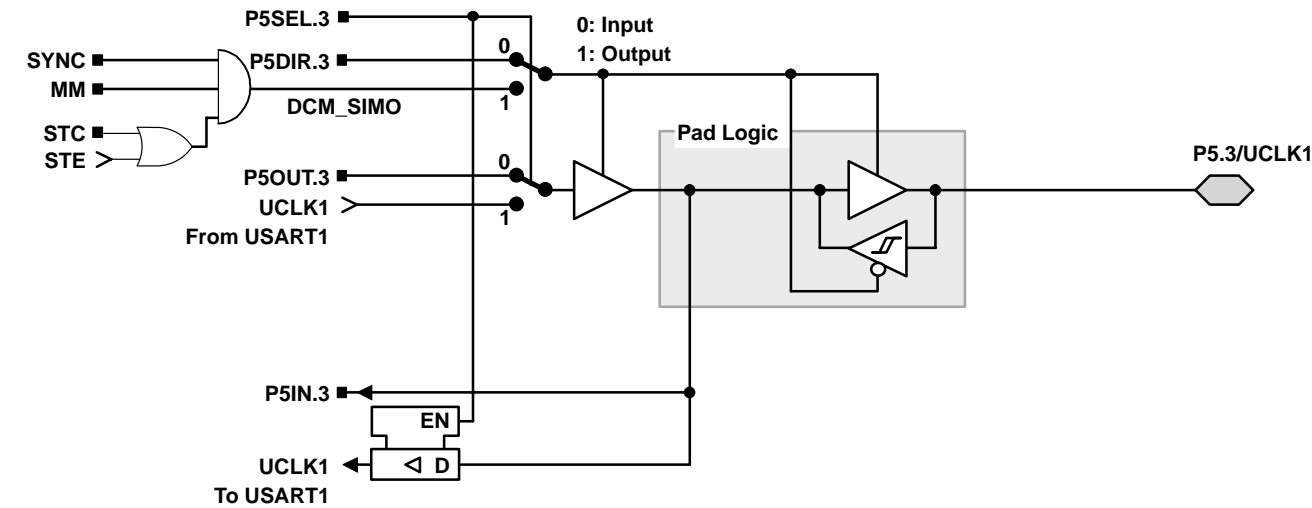 P5SEL.3
0: Input
1: Output
SYNC
P5DIR.3
0
MM
DCM_SIMO
1
STC
STE
Pad Logic
P5.3/UCLK1
0
P5OUT.3
UCLK1
1
From USART1
P5IN.3
EN
UCLK1
D
To USART1